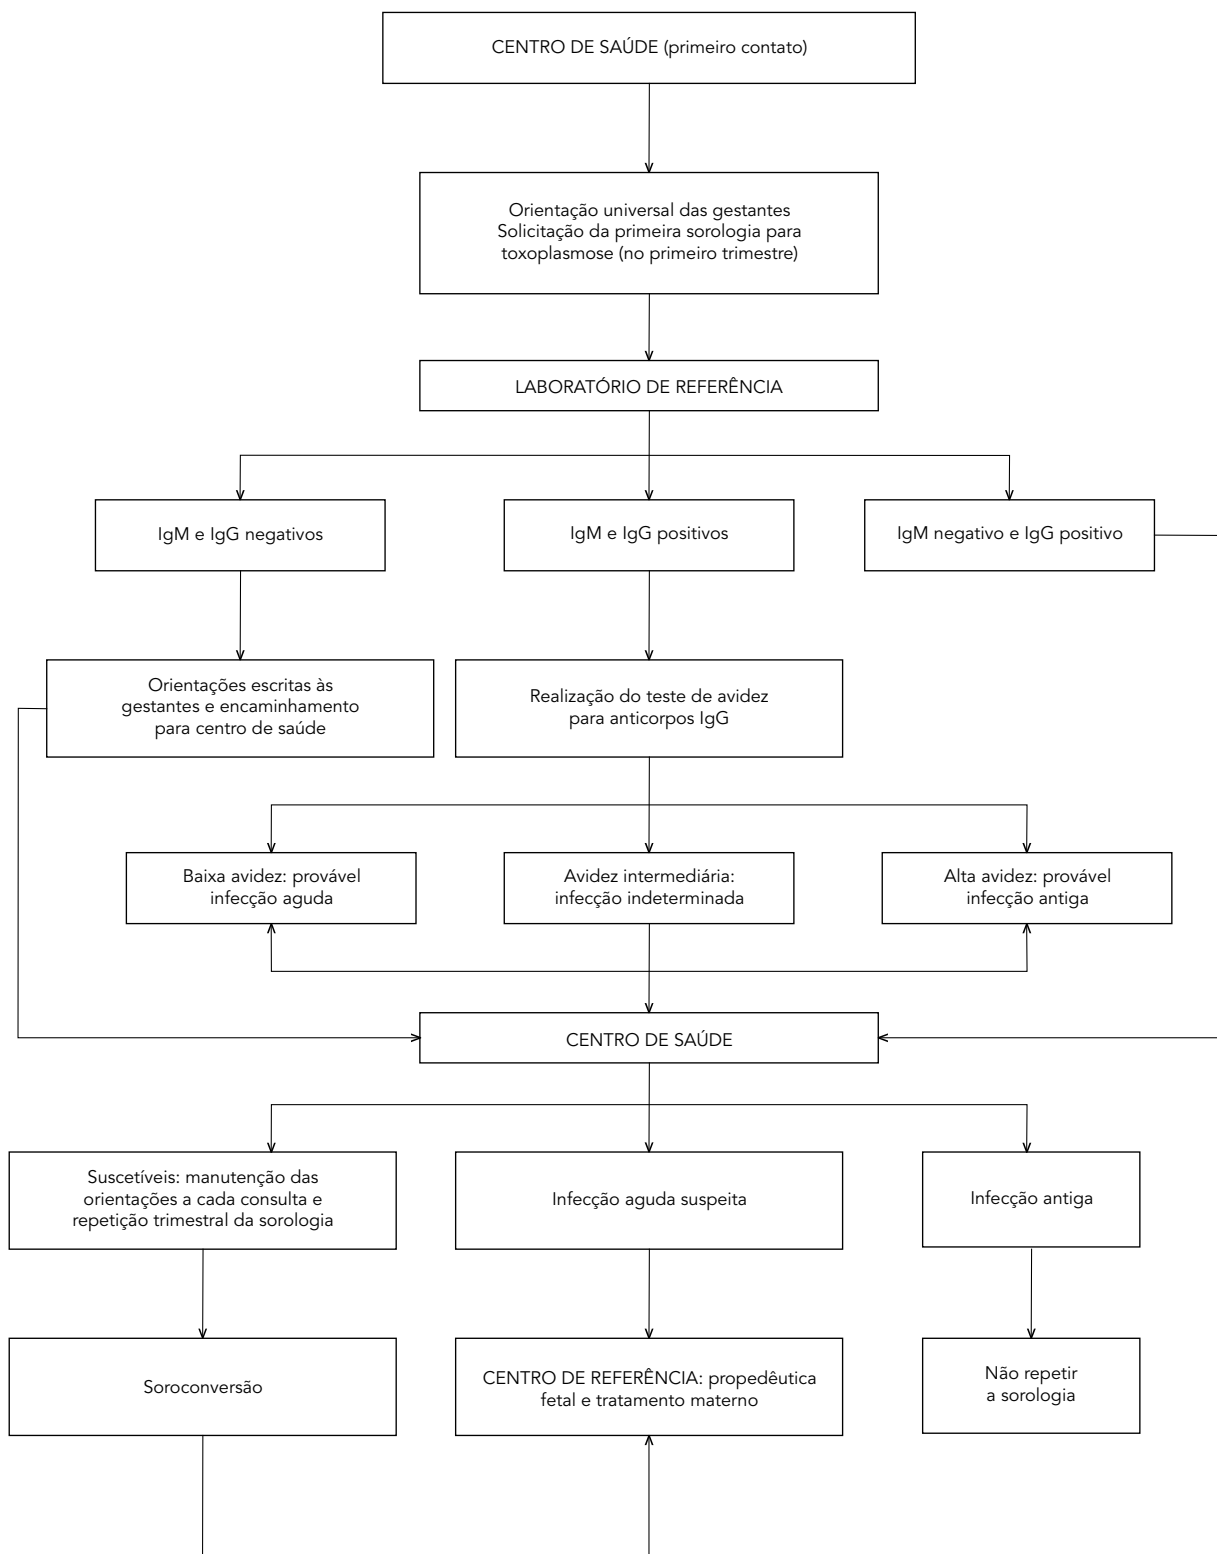 CENTRO DE SAÚDE (primeiro contato)
Orientação universal das gestantes
Solicitação da primeira sorologia para
toxoplasmose (no primeiro trimestre)
LABORATÓRIO DE REFERÊNCIA
IgM e IgG negativos
IgM e IgG positivos
IgM negativo e IgG positivo
Orientações escritas às
gestantes e encaminhamento
para centro de saúde
Realização do teste de avidez
para anticorpos IgG
Baixa avidez: provável
infecção aguda
Avidez intermediária:
infecção indeterminada
Alta avidez: provável
infecção antiga
CENTRO DE SAÚDE
Suscetíveis: manutenção das
orientações a cada consulta e
repetição trimestral da sorologia
Infecção aguda suspeita
Infecção antiga
Soroconversão
CENTRO DE REFERÊNCIA: propedêutica
fetal e tratamento materno
Não repetir
a sorologia